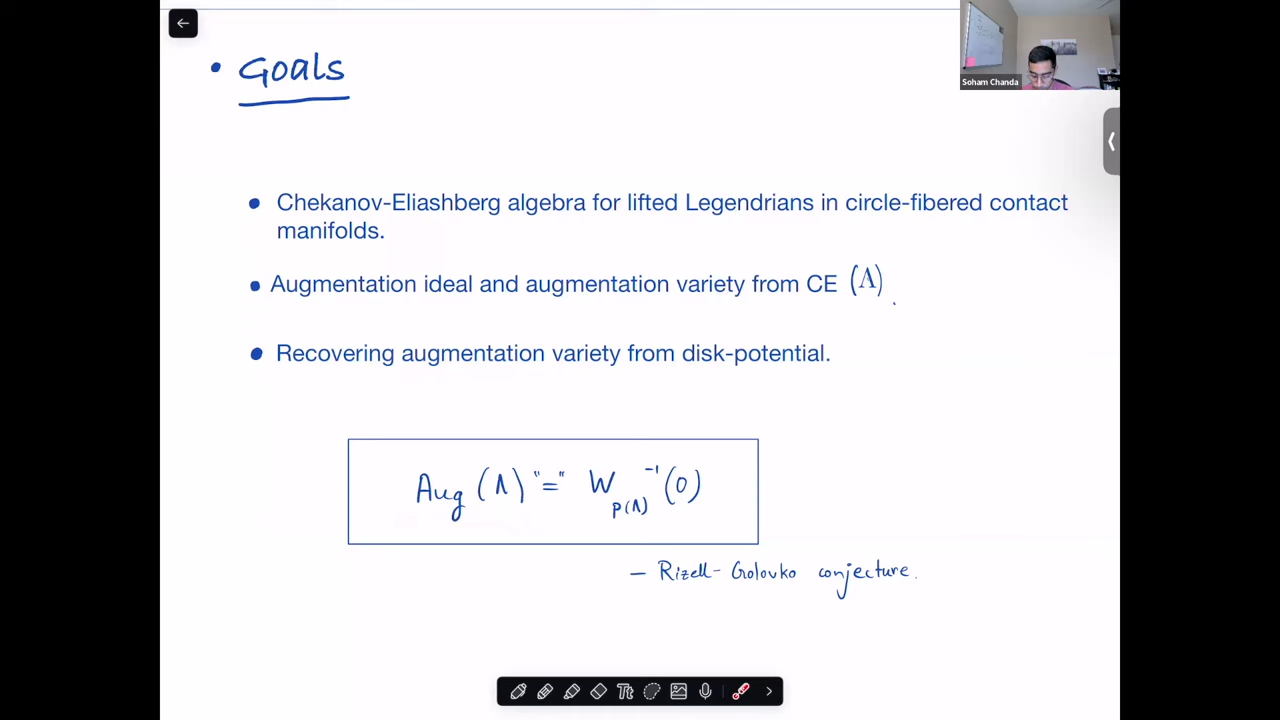 Soham Chanda
• Goals
• Chekanov-Eliashberg algebra for lifted Legendrians in circle-fibered contact
manifolds.
• Augmentation ideal and augmentation variety from CE (Λ).
• Recovering augmentation variety from disk-potential.
Aug (Λ) "=" W_{p(Λ)}^{-1}(0)
— Rizell-Golovko conjecture.
Tt